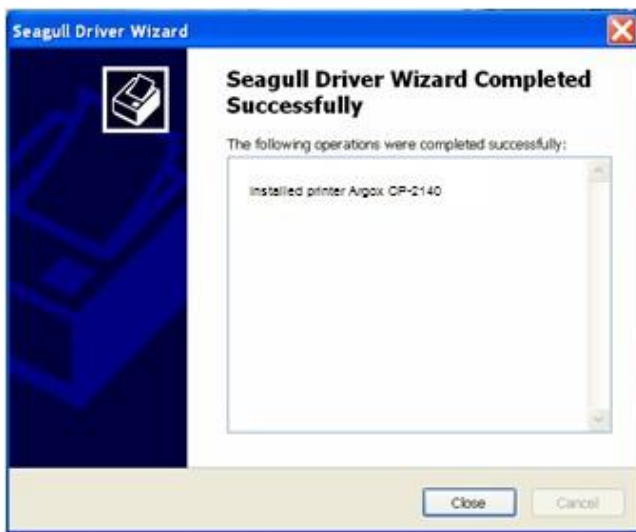 Seagull Driver Wizard
Seagull Driver Wizard Completed
Successfully
The following operations were completed successfully:
Installed printer Argox CP-2140
Close
Cancel